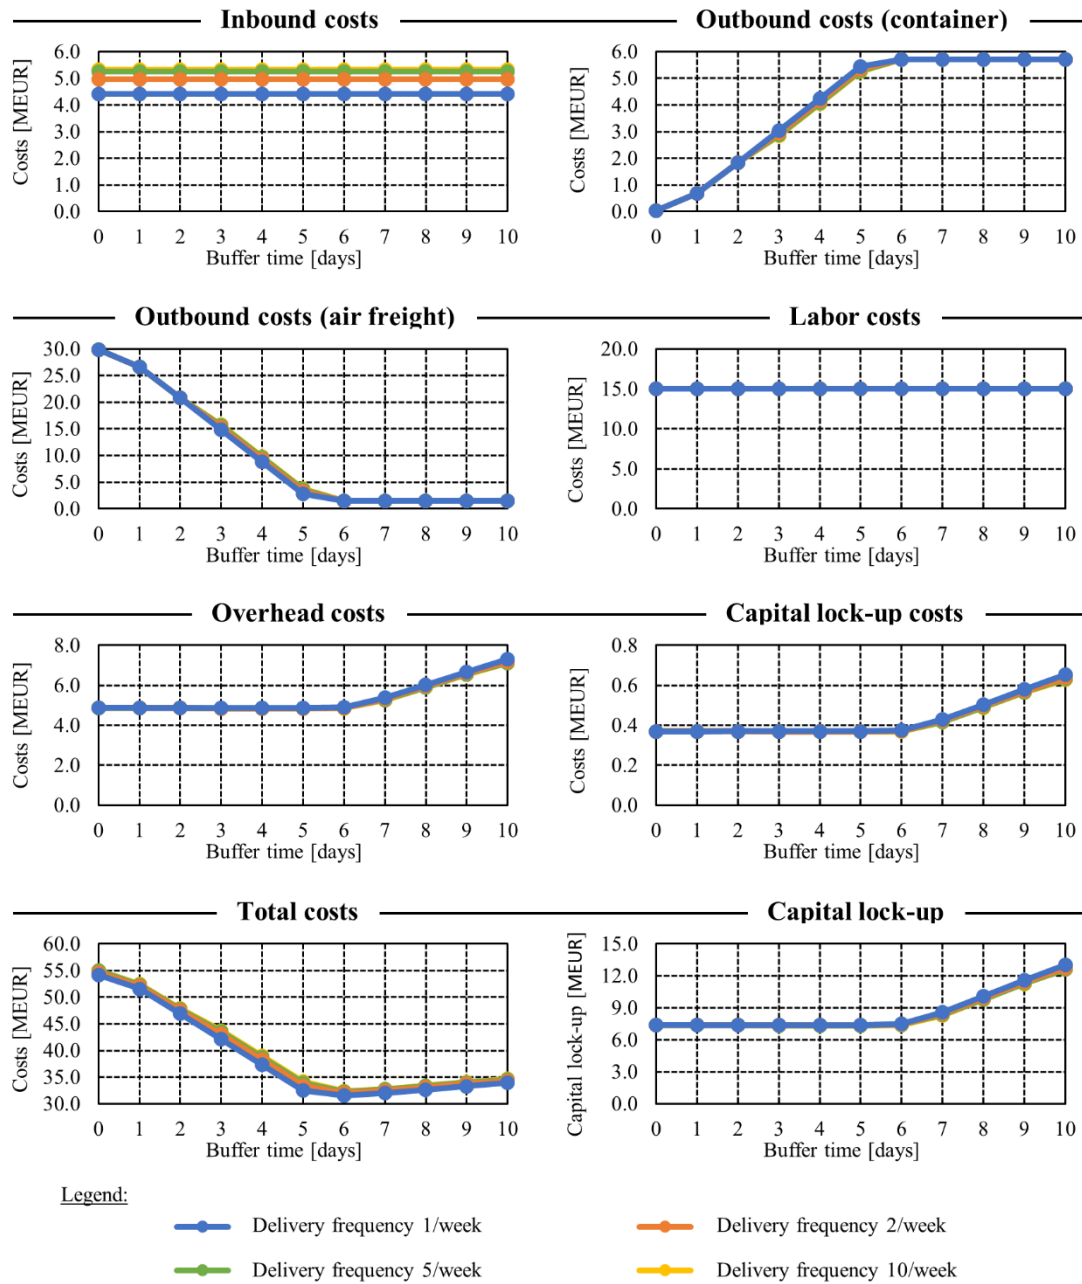 Inbound costs
Costs [MEUR]
6.0
5.0
4.0
3.0
2.0
1.0
0.0
0 1 2 3 4 5 6 7 8 9 10
Buffer time [days]
Outbound costs (container)
Costs [MEUR]
6.0
5.0
4.0
3.0
2.0
1.0
0.0
0 1 2 3 4 5 6 7 8 9 10
Buffer time [days]
Outbound costs (air freight)
Costs [MEUR]
30.0
25.0
20.0
15.0
10.0
5.0
0.0
0 1 2 3 4 5 6 7 8 9 10
Buffer time [days]
Labor costs
Costs [MEUR]
20.0
15.0
10.0
5.0
0.0
0 1 2 3 4 5 6 7 8 9 10
Buffer time [days]
Overhead costs
Costs [MEUR]
8.0
6.0
4.0
2.0
0.0
0 1 2 3 4 5 6 7 8 9 10
Buffer time [days]
Capital lock-up costs
Costs [MEUR]
0.8
0.6
0.4
0.2
0.0
0 1 2 3 4 5 6 7 8 9 10
Buffer time [days]
Total costs
Costs [MEUR]
60.0
55.0
50.0
45.0
40.0
35.0
30.0
0 1 2 3 4 5 6 7 8 9 10
Buffer time [days]
Capital lock-up
Capital lock-up [MEUR]
15.0
12.0
9.0
6.0
3.0
0.0
0 1 2 3 4 5 6 7 8 9 10
Buffer time [days]
Legend:
Delivery frequency 1/week
Delivery frequency 2/week
Delivery frequency 5/week
Delivery frequency 10/week